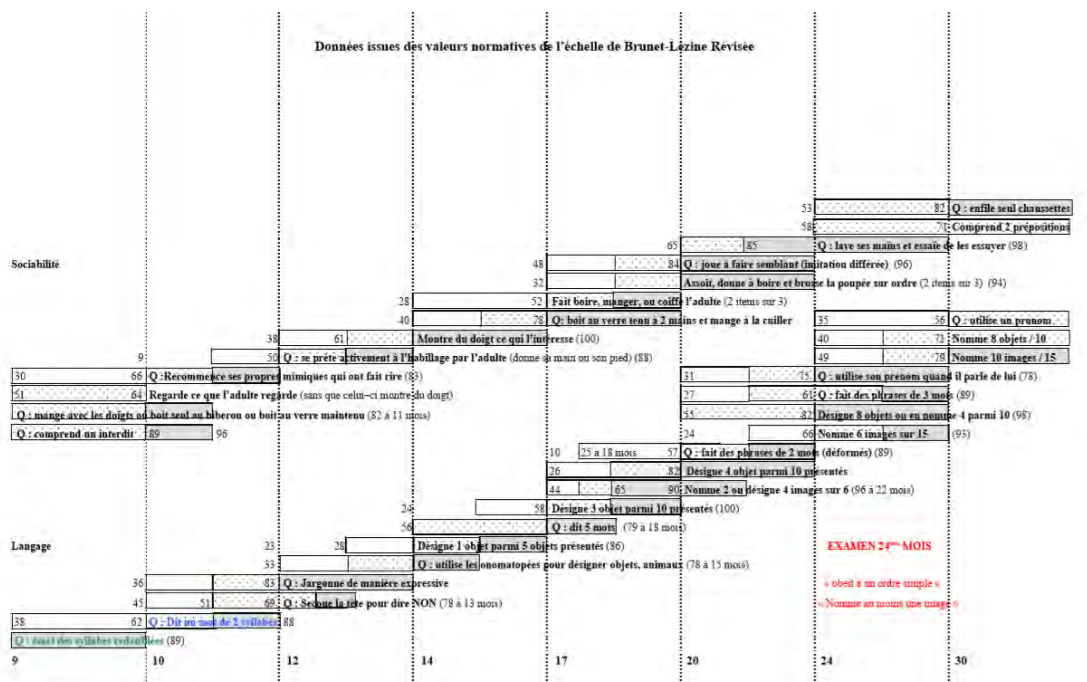 Données issues des valeurs normatives de l'échelle de Brunet-Lézine Révisée
53 82 Q : enfile seul chaussettes
58 71 Comprend 2 prépositions
65 85 Q : lave ses mains et essaie de les essuyer (98)
Sociabilité 48 84 Q : joue à faire semblant (imitation différée) (96)
32 Assoit, donne à boire et brosse la poupée sur ordre (2 items sur 3) (94)
28 52 Fait boire, manger, ou coiffe l'adulte (2 items sur 3)
40 78 Q: boit au verre tenu à 2 mains et mange à la cuiller 35 56 Q : utilise un pronom
38 61 Montre du doigt ce qui l'intéresse (100) 40 73 Nomme 8 objets / 10
9 50 Q : se prête activement à l'habillage par l'adulte (donne sa main ou son pied) (88) 49 79 Nomme 10 images / 15
30 66 Q :Recommence ses propres mimiques qui ont fait rire (83) 31 75 Q : utilise son prénom quand il parle de lui (78)
51 64 Regarde ce que l'adulte regarde (sans que celui-ci montre du doigt) 27 61 Q : fait des phrases de 3 mots (89)
Q : mange avec les doigts ou boit seul au biberon ou boit au verre maintenu (82 à 11 mois) 55 82 Désigne 8 objets ou en nomme 4 parmi 10 (98)
Q : comprend un interdit 89 96 24 66 Nomme 6 images sur 15 (93)
10 25 à 18 mois 57 Q : fait des phrases de 2 mots (déformés) (89)
26 82 Désigne 4 objet parmi 10 présentés
44 65 90 Nomme 2 ou désigne 4 images sur 6 (96 à 22 mois)
24 58 Désigne 3 objet parmi 10 présentés (100)
56 Q : dit 5 mots (79 à 18 mois)
Langage 23 28 Désigne 1 objet parmi 5 objets présentés (86) EXAMEN 24ème MOIS
33 Q : utilise les onomatopées pour désigner objets, animaux (78 à 15 mois)
36 83 Q : Jargonne de manière expressive « obéit à un ordre simple «
45 51 69 Q : Secoue la tête pour dire NON (78 à 13 mois) « Nomme au moins une image »
38 62 Q : Dit un mot de 2 syllabes 88
Q : émet des syllabes redoublées (89)
9 10 12 14 17 20 24 30